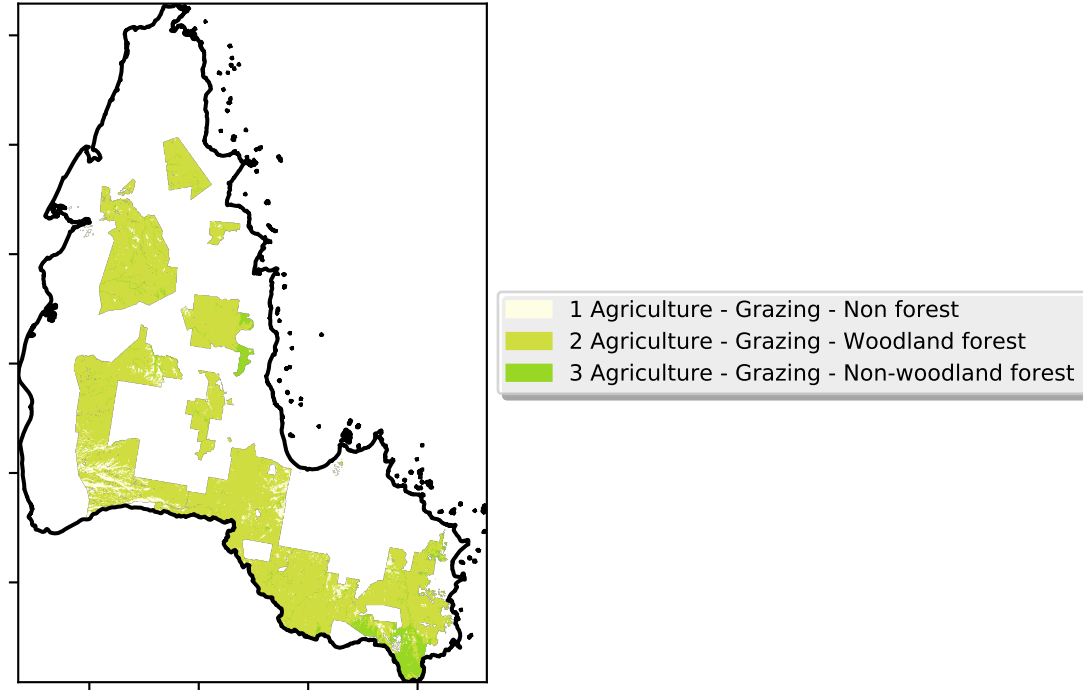 1 Agriculture - Grazing - Non forest
2 Agriculture - Grazing - Woodland forest
3 Agriculture - Grazing - Non-woodland forest